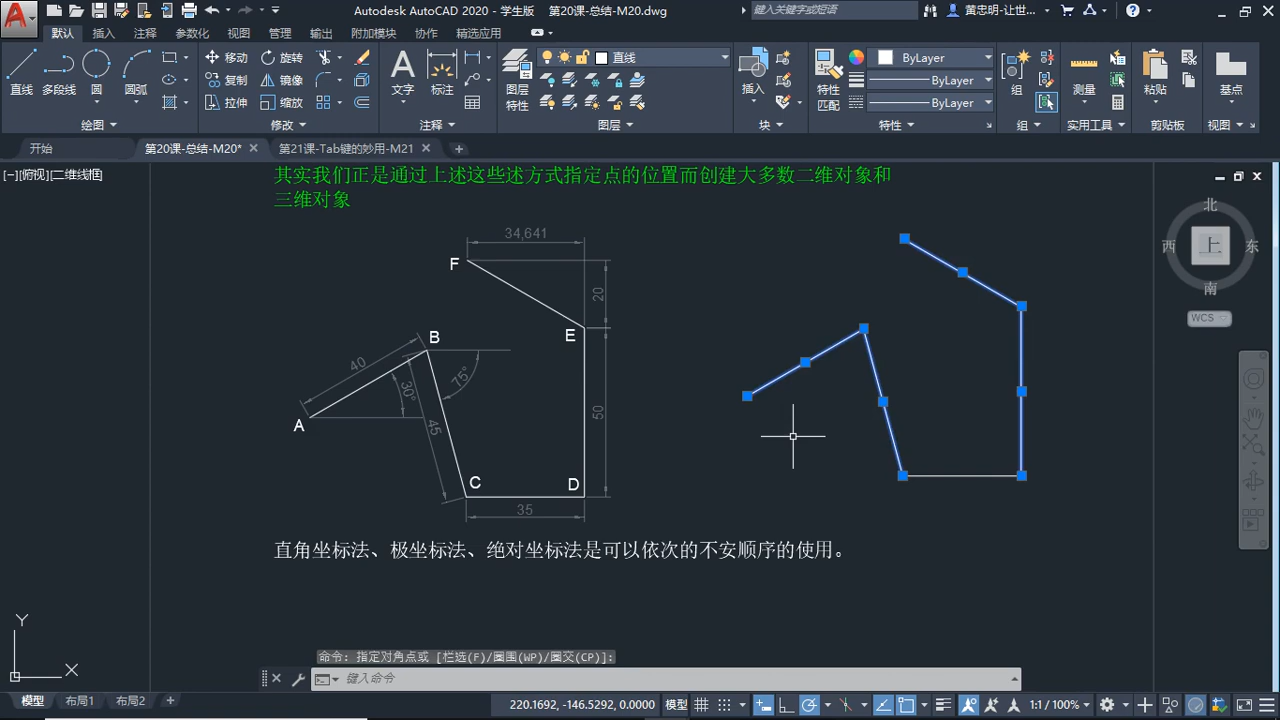 Autodesk AutoCAD 2020 - 学生版 第20课-总结-M20.dwg
键入关键字或短语
黄志明-让世...
默认 插入 注释 参数化 视图 管理 输出 附加模块 协作 精选应用
直线 多段线 圆 圆弧
移动 旋转
复制 镜像
拉伸 缩放
文字 标注
图层特性
直线
插入
特性匹配
ByLayer
ByLayer
ByLayer
组 测量 粘贴 基点
绘图 修改 注释 图层 块 特性 组 实用工具 剪贴板 视图
开始 第20课-总结-M20* 第21课-Tab键的妙用-M21
[−][俯视][二维线框]
其实我们正是通过上述这些述方式指定点的位置而创建大多数二维对象和
三维对象
北
西 上 东
南
WCS
34,641
F
20
E
B
40
30°
75°
A
45
50
C
D
35
直角坐标法、极坐标法、绝对坐标法是可以依次的不安顺序的使用。
Y
X
命令: 指定对角点或 [栏选(F)/圈围(WP)/圈交(CP)]:
键入命令
模型 布局1 布局2
220.1692, -146.5292, 0.0000 模型 1:1 / 100%